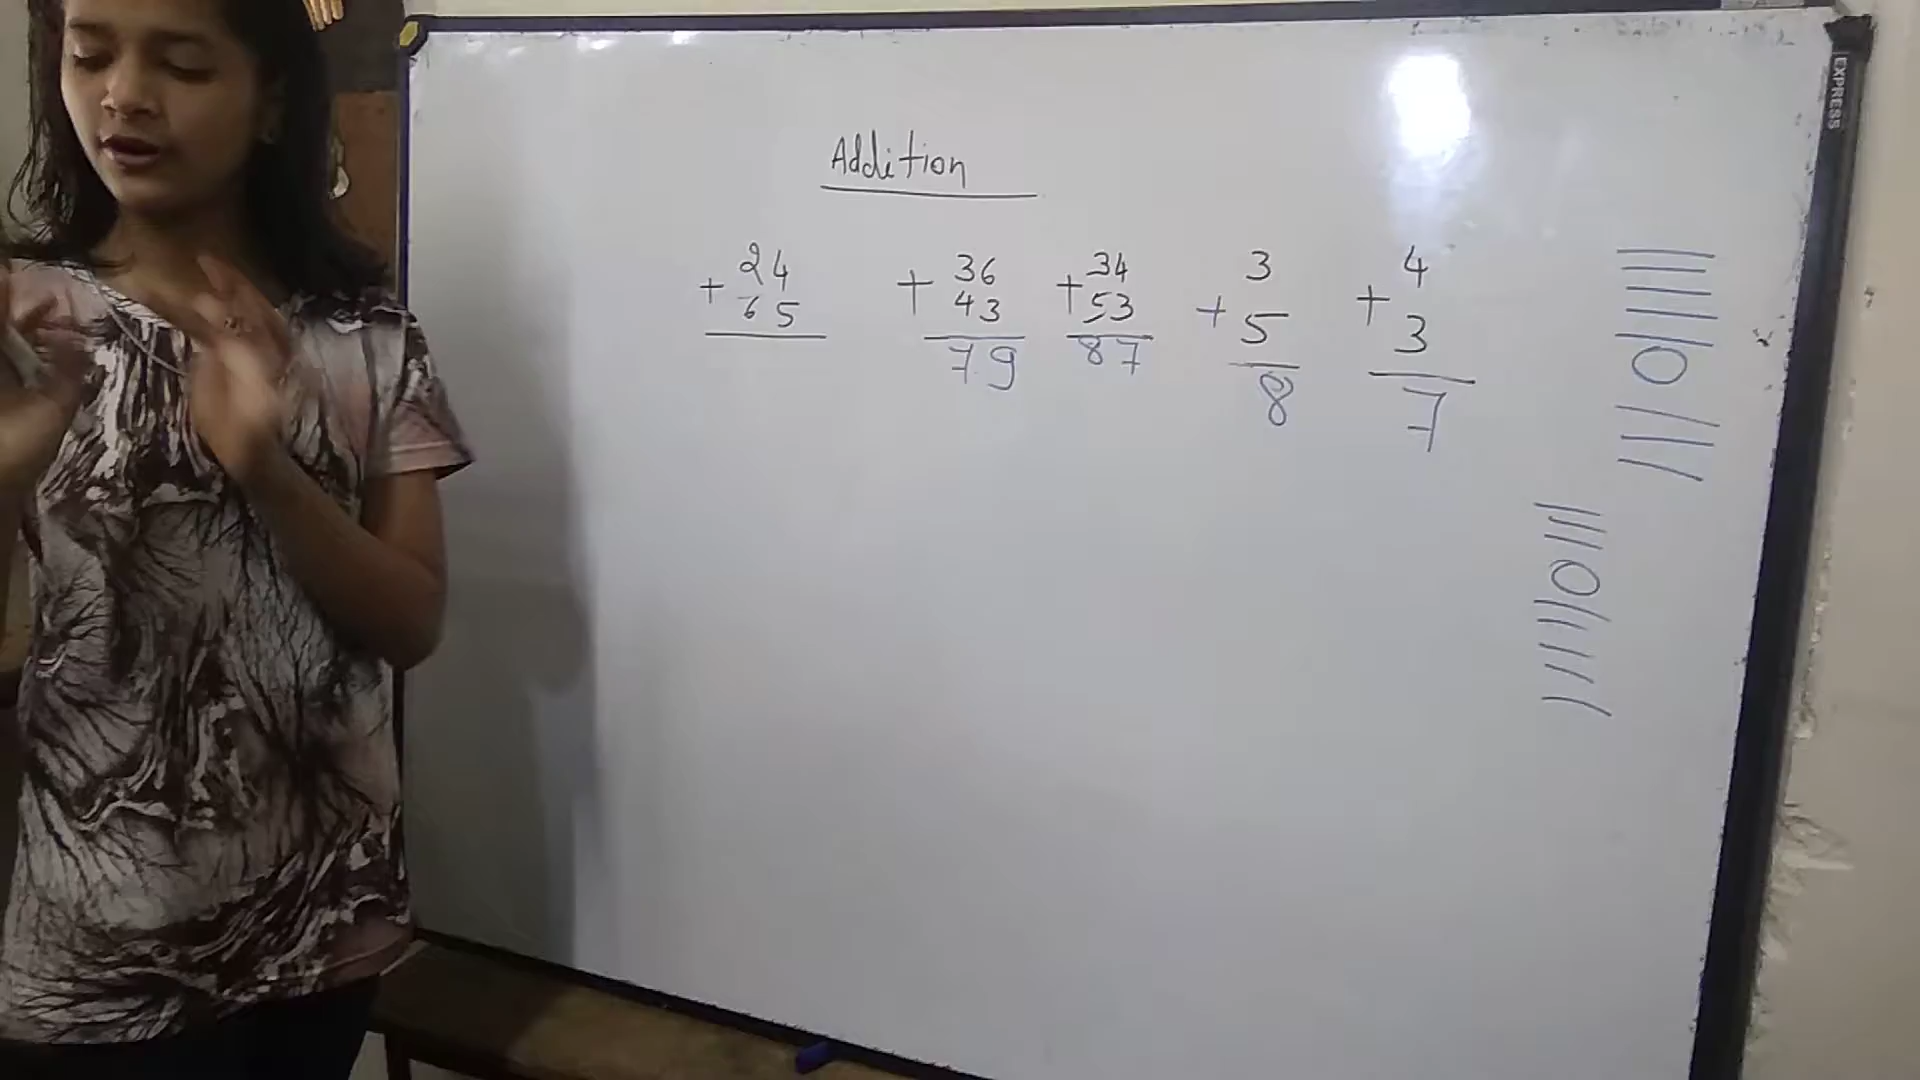 Addition
24 36 34 3 4
+ 65 + 43 + 53 + 5 + 3
79 87 8 7
EXPRESS